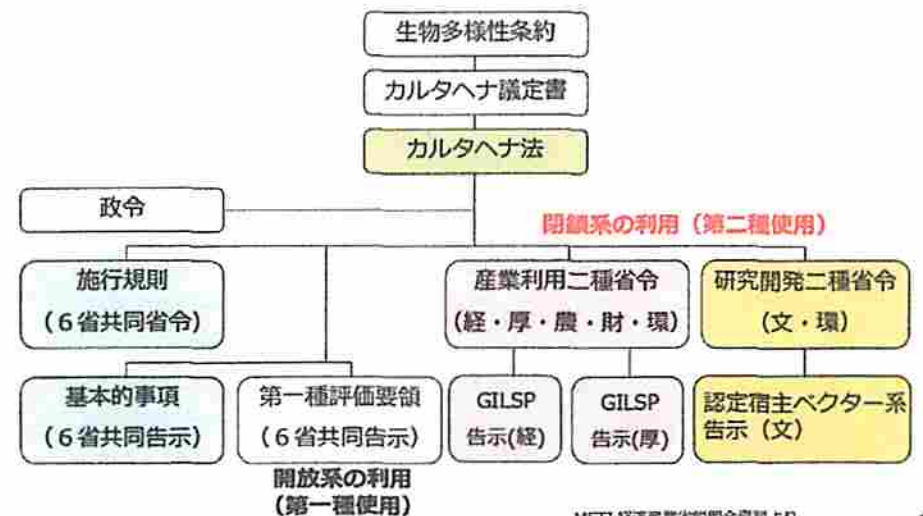 生物多様性条約
カルタヘナ議定書
カルタヘナ法
政令
閉鎖系の利用（第二種使用）
施行規則
（６省共同省令）
産業利用二種省令
（経・厚・農・財・環）
研究開発二種省令
（文・環）
基本的事項
（６省共同告示）
第一種評価要領
（６省共同告示）
GILSP
告示(経)
GILSP
告示(厚)
認定宿主ベクター系
告示（文）
開放系の利用
（第一種使用）